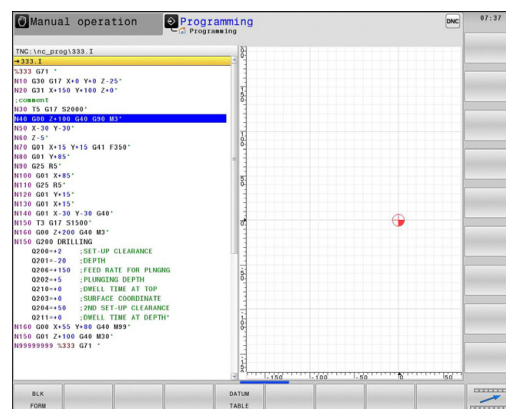 Manual operation
Programming
DNC
07:37
Programming
TNC:\nc_prog\333.I
→333.I
%333 G71 *
N10 G30 G17 X+0 Y+0 Z-25*
N20 G31 X+150 Y+100 Z+0*
;comment
N30 T5 G17 S2000*
N40 G00 Z+100 G40 G90 M3*
N50 X-30 Y-30*
N60 Z-5*
N70 G01 X+15 Y+15 G41 F350*
N80 G01 Y+85*
N90 G25 R5*
N100 G01 X+85*
N110 G25 R5*
N120 G01 Y+15*
N130 G01 X+15*
N140 G01 X-30 Y-30 G40*
N150 T3 G17 S1500*
N160 G00 Z+200 G40 M3*
N150 G200 DRILLING
Q200=+2 ;SET-UP CLEARANCE
Q201=-20 ;DEPTH
Q206=+150 ;FEED RATE FOR PLNGNG
Q202=+5 ;PLUNGING DEPTH
Q210=+0 ;DWELL TIME AT TOP
Q203=+0 ;SURFACE COORDINATE
Q204=+50 ;2ND SET-UP CLEARANCE
Q211=+0 ;DWELL TIME AT DEPTH*
N160 G00 X+55 Y+80 G40 M99*
N150 G01 Z+100 G40 M30*
N99999999 %333 G71 *
-150 -100 -50 0 50
BLK
FORM
DATUM
TABLE